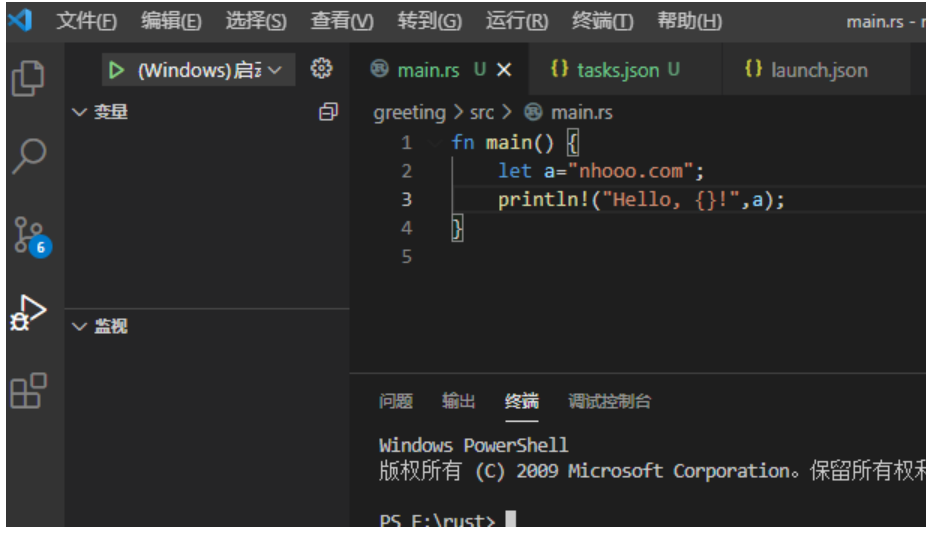 文件(F) 编辑(E) 选择(S) 查看(V) 转到(G) 运行(R) 终端(T) 帮助(H) main.rs -
(Windows)启 main.rs U tasks.json U launch.json
变量
greeting > src > main.rs
1 fn main() {
2 let a="nhooo.com";
3 println!("Hello, {}!",a);
4 }
5
6
监视
问题 输出 终端 调试控制台
Windows PowerShell
版权所有 (C) 2009 Microsoft Corporation。保留所有权
PS F:\rust>